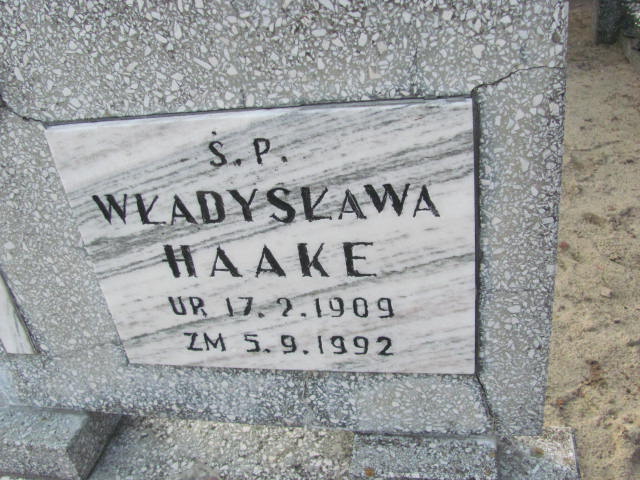 Ś.P.
WŁADYSŁAWA
HAAKE
UR 17.2.1909
ZM 5.9.1992